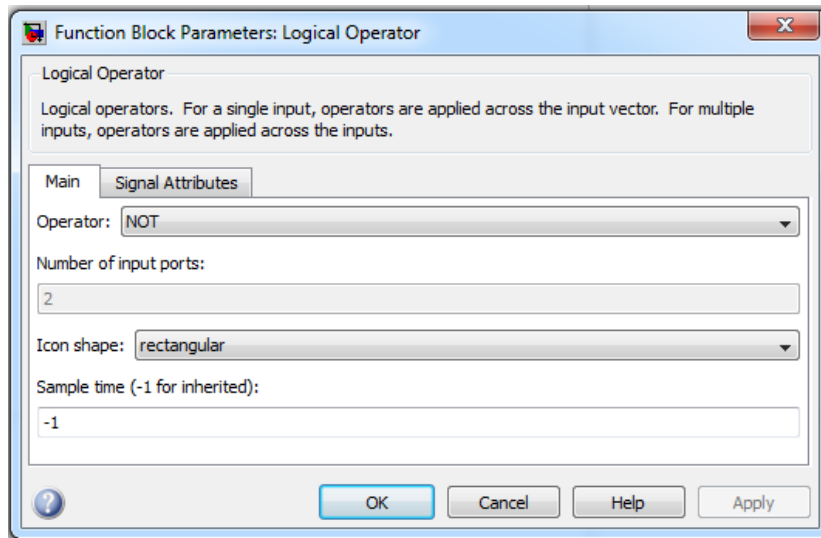 Function Block Parameters: Logical Operator
Logical Operator
Logical operators. For a single input, operators are applied across the input vector. For multiple
inputs, operators are applied across the inputs.
Main Signal Attributes
Operator: NOT
Number of input ports:
2
Icon shape: rectangular
Sample time (-1 for inherited):
-1
OK Cancel Help Apply